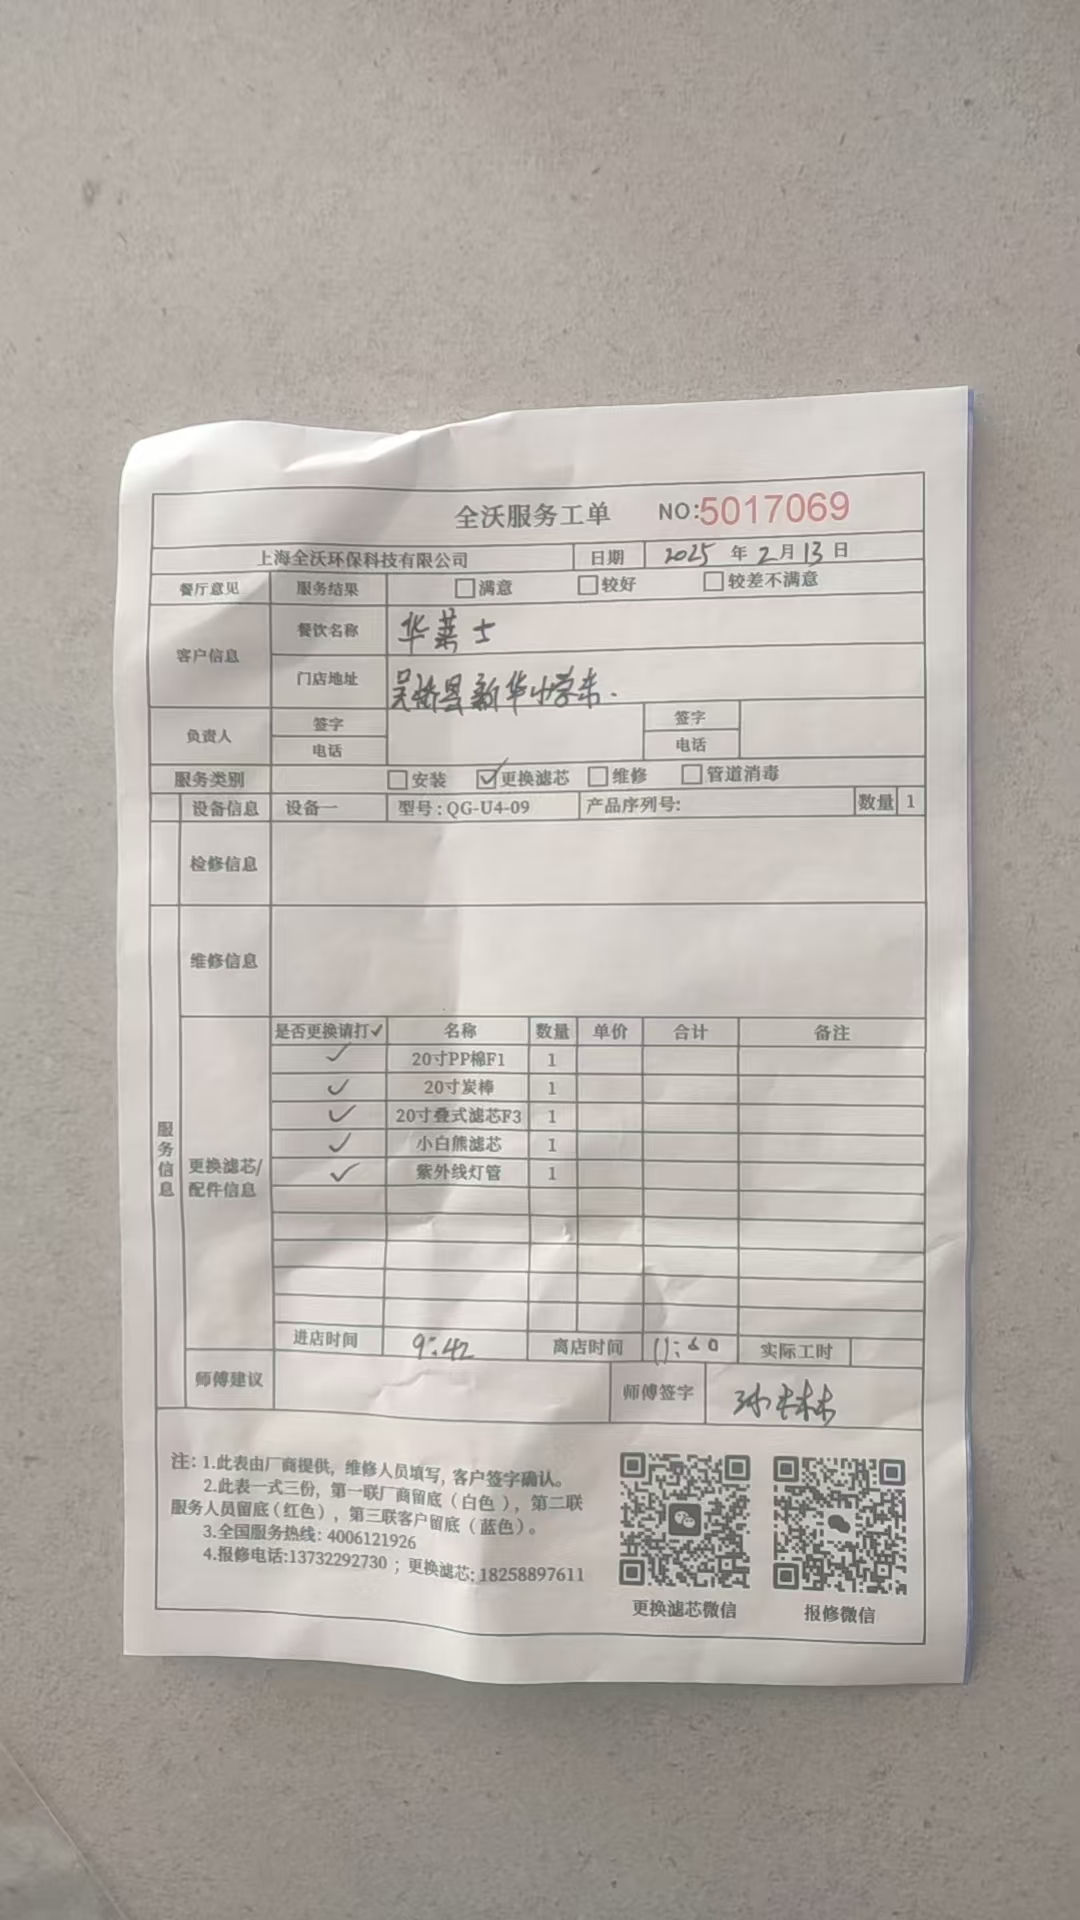 全沃服务工单 NO:5017069
上海全沃环保科技有限公司 日期 2025 年 2 月 13 日
餐厅意见 服务结果 满意 较好 较差不满意
客户信息 餐饮名称 华莱士
门店地址 吴桥县新华小学东.
负责人 签字 签字
电话 电话
服务类别 安装 ✓更换滤芯 维修 管道消毒
设备信息 设备一 型号:QG-U4-09 产品序列号: 数量 1
检修信息
维修信息
服务信息
更换滤芯/配件信息
是否更换请打✓ 名称 数量 单价 合计 备注
✓ 20寸PP棉F1 1
✓ 20寸炭棒 1
✓ 20寸叠式滤芯F3 1
✓ 小白熊滤芯 1
✓ 紫外线灯管 1
进店时间 9:42 离店时间 实际工时
师傅建议 师傅签字
注: 1.此表由厂商提供, 维修人员填写, 客户签字确认。
2.此表一式三份, 第一联厂商留底 (白色), 第二联
服务人员留底(红色), 第三联客户留底 (蓝色)。
3.全国服务热线: 4006121926
4.报修电话:13732292730 ; 更换滤芯: 18258897611
更换滤芯微信 报修微信